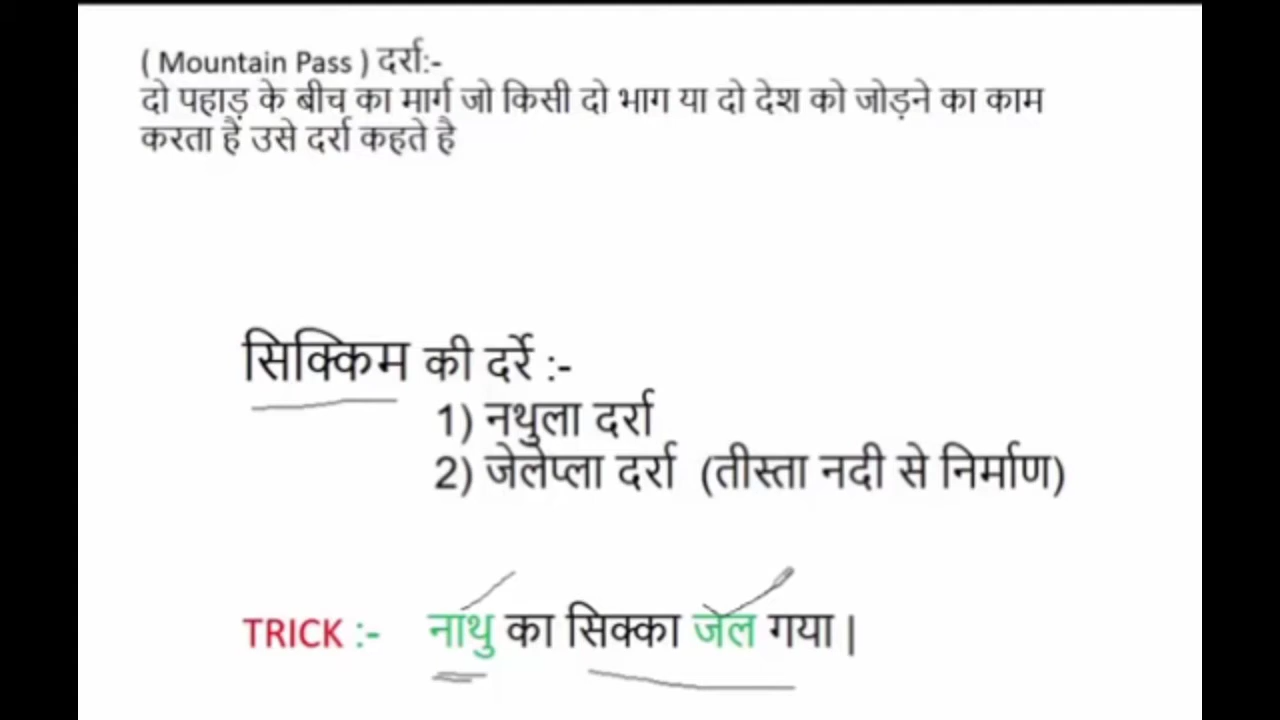 ( Mountain Pass ) दर्रा:-
दो पहाड़ के बीच का मार्ग जो किसी दो भाग या दो देश को जोड़ने का काम
करता हैं उसे दर्रा कहते है
सिक्किम की दर्रे :-
1) नथुला दर्रा
2) जेलेप्ला दर्रा (तीस्ता नदी से निर्माण)
TRICK :- नाथु का सिक्का जेल गया |